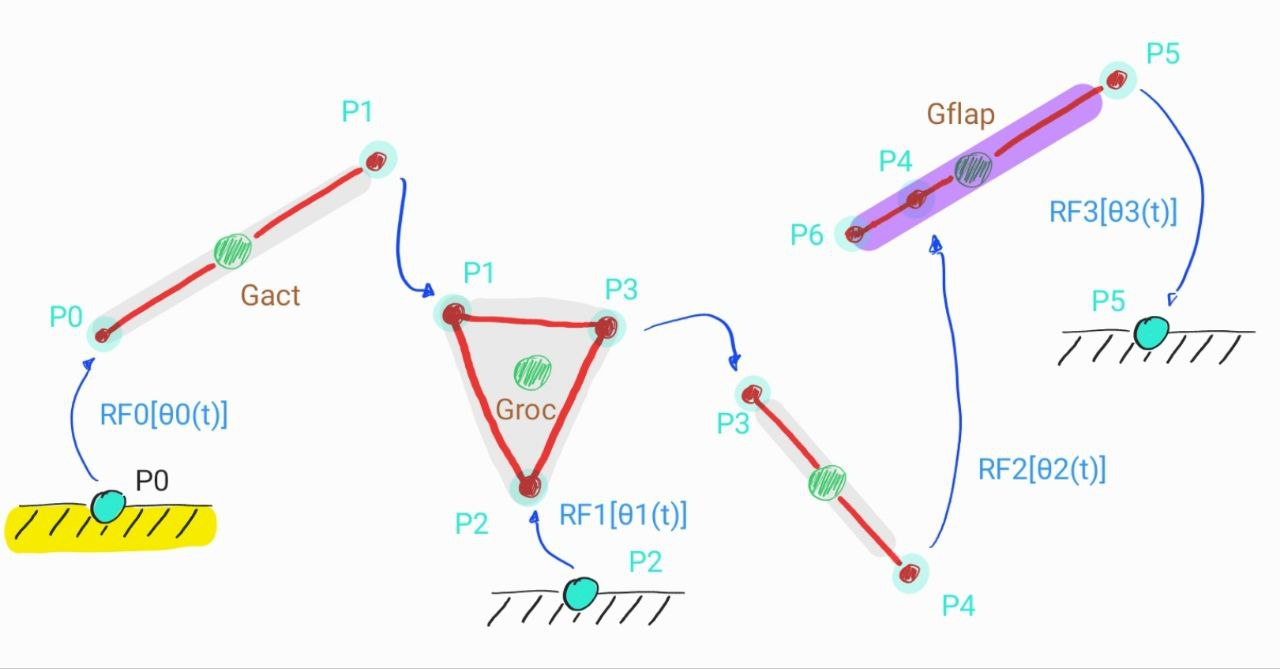 P5
P1
Gflap
P4
RF3[θ3(t)]
P6
P1
P3
Gact
P5
P0
RF0[θ0(t)]
Groc
P3
P0
P2
RF1[θ1(t)]
RF2[θ2(t)]
P2
P4